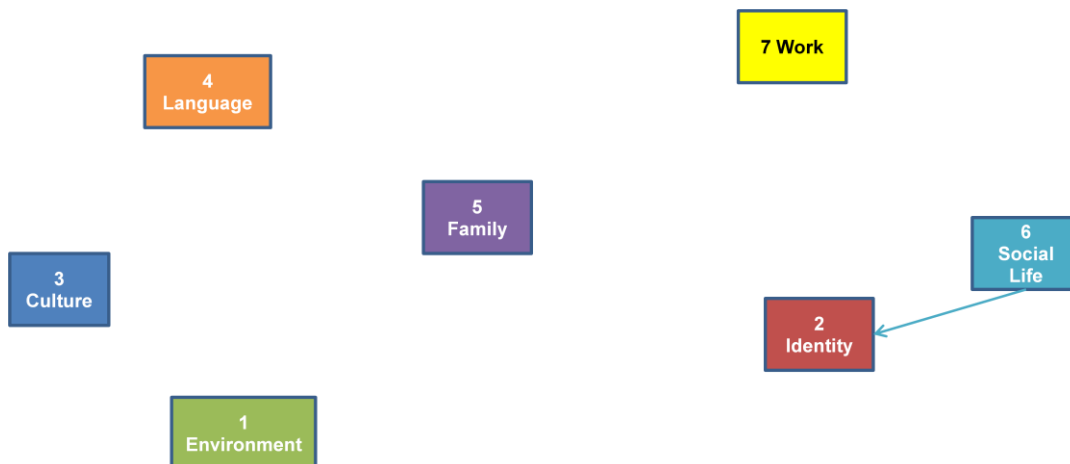 7 Work
4
Language
5
Family
6
Social
Life
3
Culture
2
Identity
1
Environment